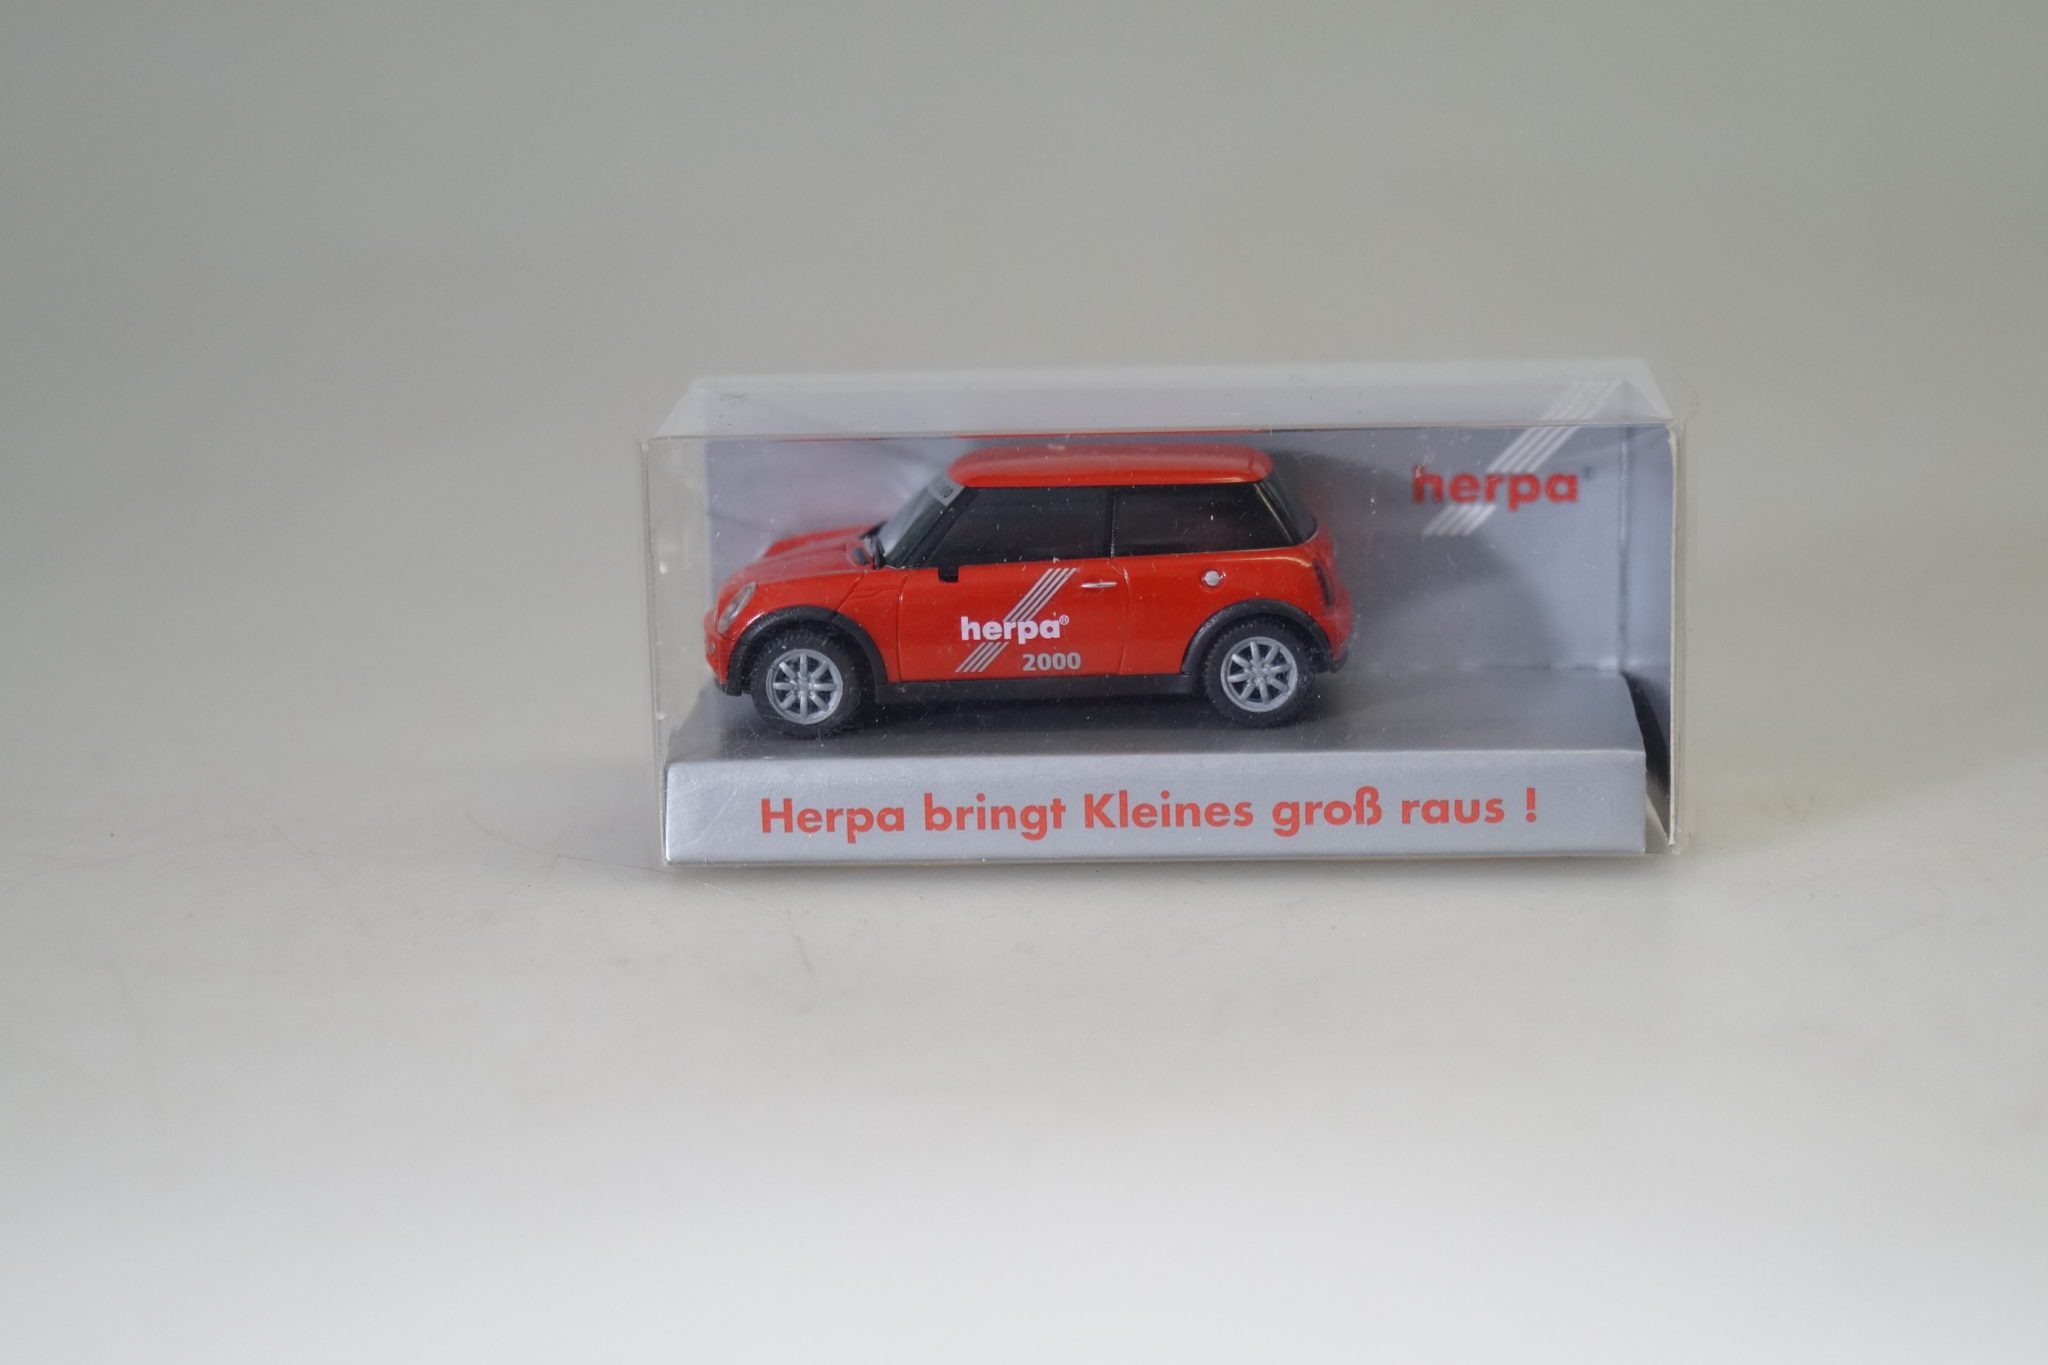 herpa
herpa®
2000
Herpa bringt Kleines groß raus !